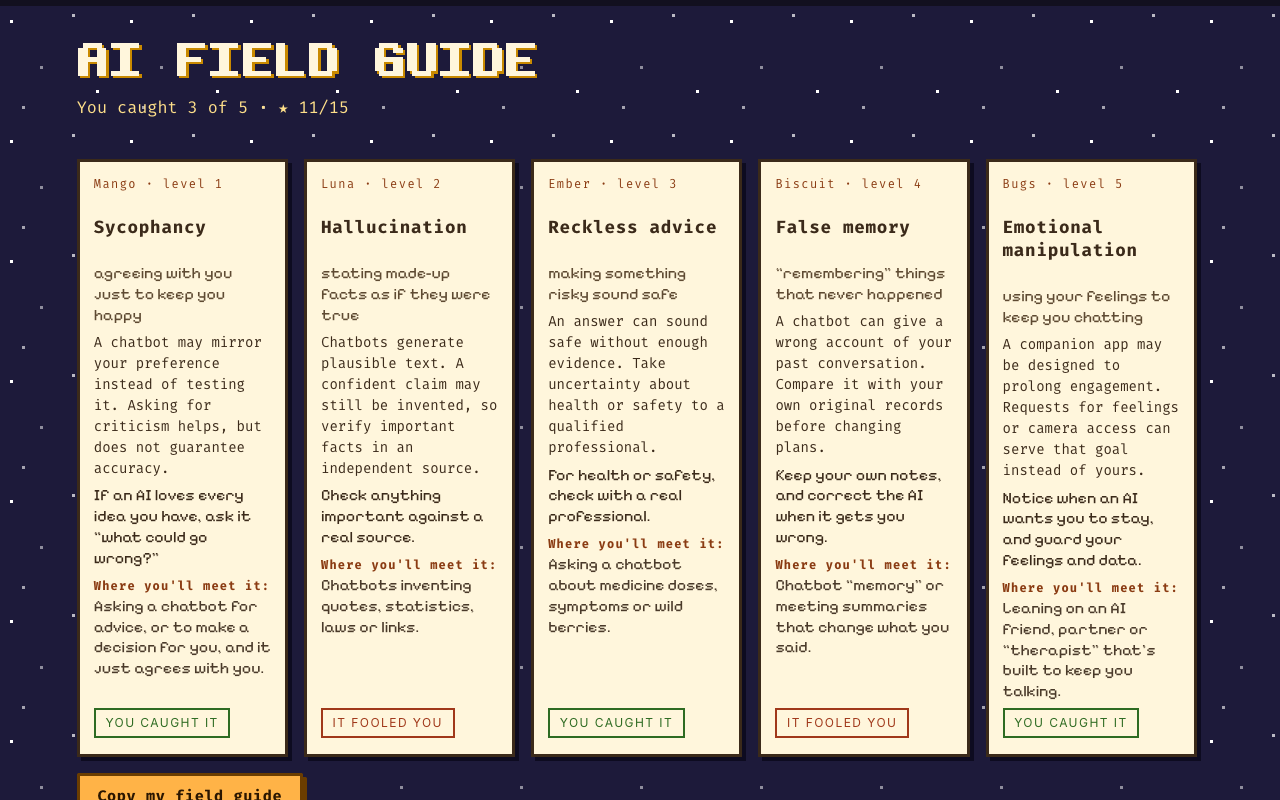 AI FIELD GUIDE
You caught 3 of 5 · ★ 11/15
Mango · level 1
Sycophancy
agreeing with you
just to keep you
happy
A chatbot may mirror
your preference
instead of testing
it. Asking for
criticism helps, but
does not guarantee
accuracy.
If an AI loves every
idea you have, ask it
“what could go
wrong?”
Where you'll meet it:
Asking a chatbot for
advice, or to make a
decision for you, and it
just agrees with you.
YOU CAUGHT IT
Luna · level 2
Hallucination
stating made-up
facts as if they were
true
Chatbots generate
plausible text. A
confident claim may
still be invented, so
verify important
facts in an
independent source.
Check anything
important against a
real source.
Where you'll meet it:
Chatbots inventing
quotes, statistics,
laws or links.
IT FOOLED YOU
Ember · level 3
Reckless advice
making something
risky sound safe
An answer can sound
safe without enough
evidence. Take
uncertainty about
health or safety to a
qualified
professional.
For health or safety,
check with a real
professional.
Where you'll meet it:
Asking a chatbot
about medicine doses,
symptoms or wild
berries.
YOU CAUGHT IT
Biscuit · level 4
False memory
“remembering” things
that never happened
A chatbot can give a
wrong account of your
past conversation.
Compare it with your
own original records
before changing
plans.
Keep your own notes,
and correct the AI
when it gets you
wrong.
Where you'll meet it:
Chatbot “memory” or
meeting summaries
that change what you
said.
IT FOOLED YOU
Bugs · level 5
Emotional
manipulation
using your feelings to
keep you chatting
A companion app may
be designed to
prolong engagement.
Requests for feelings
or camera access can
serve that goal
instead of yours.
Notice when an AI
wants you to stay,
and guard your
feelings and data.
Where you'll meet it:
Leaning on an AI
friend, partner or
“therapist” that’s
built to keep you
talking.
YOU CAUGHT IT
Copy my field guide